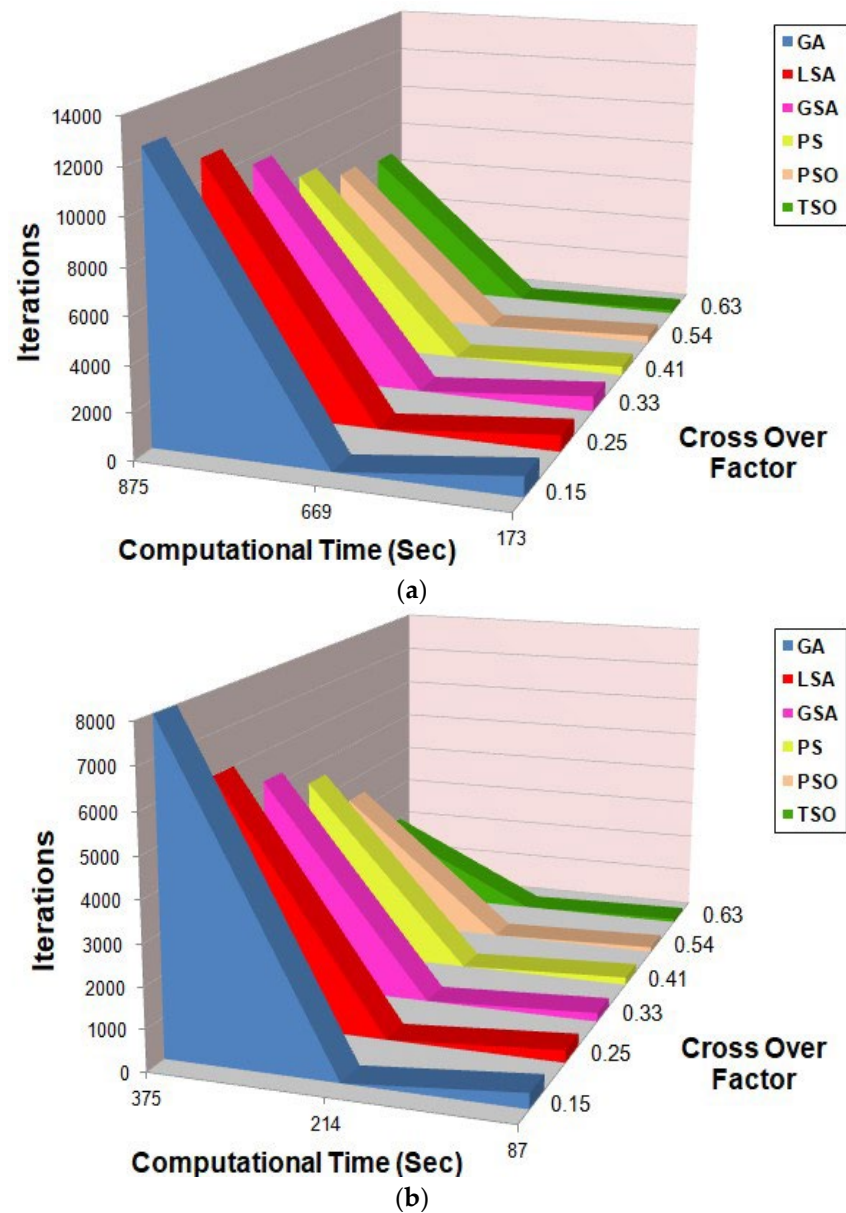 GA
LSA
GSA
PS
PSO
TSO
14000
12000
10000
8000
6000
4000
2000
0
Iterations
875
669
173
Computational Time (Sec)
0.63
0.54
0.41
0.33
0.25
0.15
Cross Over
Factor
(a)
GA
LSA
GSA
PS
PSO
TSO
8000
7000
6000
5000
4000
3000
2000
1000
0
Iterations
375
214
87
Computational Time (Sec)
0.63
0.54
0.41
0.33
0.25
0.15
Cross Over
Factor
(b)